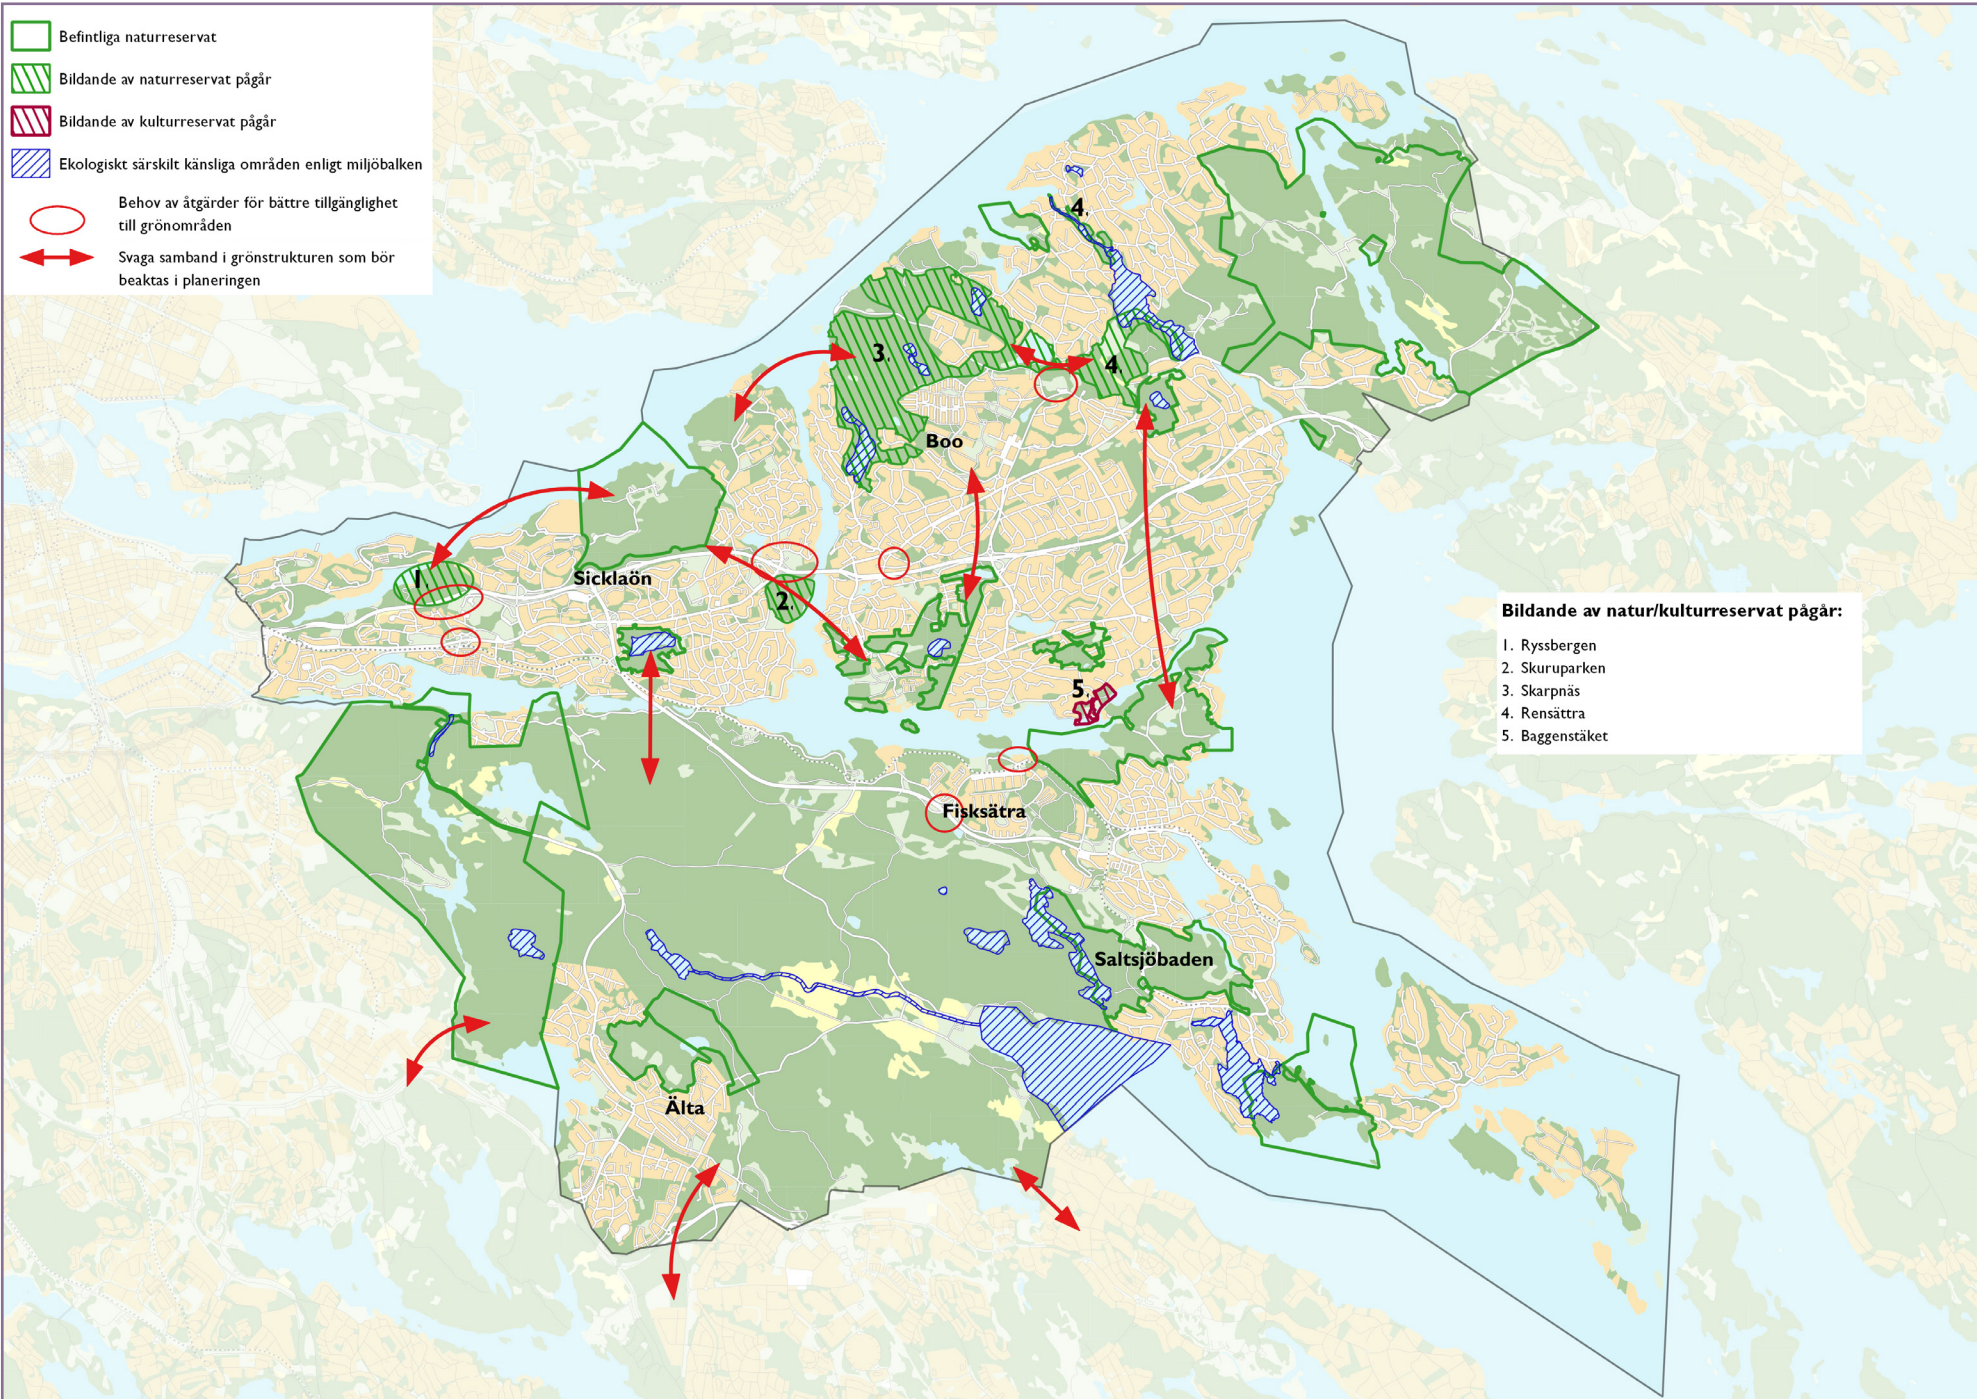 Befintliga naturreservat
Bildande av naturreservat pågår
Bildande av kulturreservat pågår
Ekologiskt särskilt känsliga områden enligt miljöbalken
Behov av åtgärder för bättre tillgänglighet
till grönområden
Svaga samband i grönstrukturen som bör
beaktas i planeringen
4.
3.
4.
Boo
1.
Sicklaön
2.
5.
Bildande av natur/kulturreservat pågår:
1. Ryssbergen
2. Skuruparken
3. Skarpnäs
4. Rensättra
5. Baggenstäket
Fisksätra
Saltsjöbaden
Älta